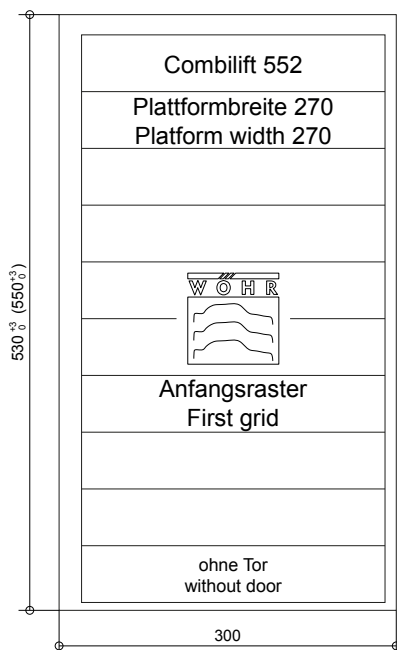 Combilift 552
Plattformbreite 270
Platform width 270
530 +3 0 (550 +3 0)
WÖHR
Anfangsraster
First grid
ohne Tor
without door
300